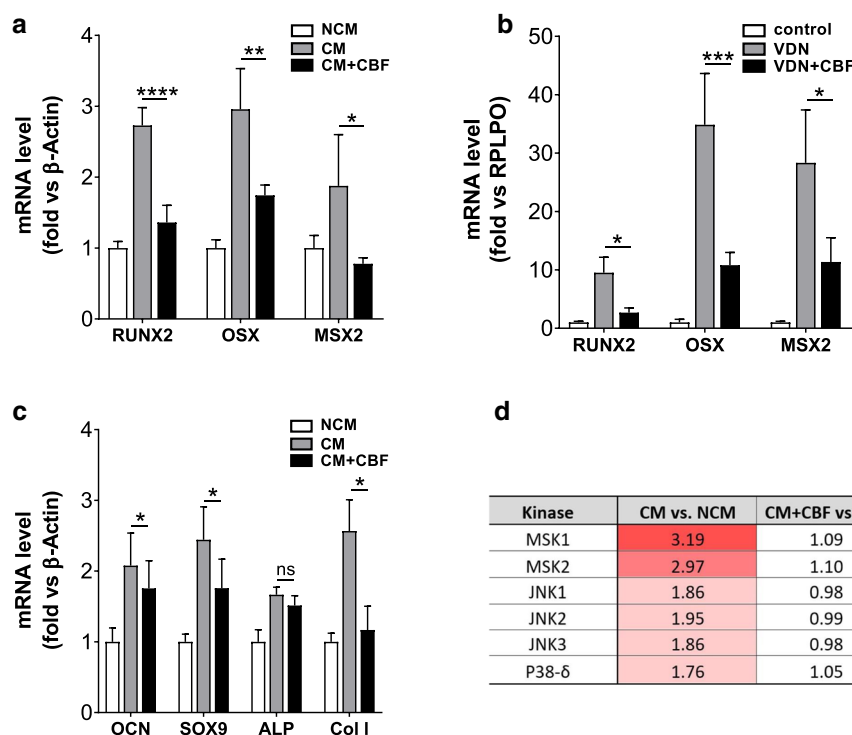 a
NCM
CM
CM+CBF
mRNA level
(fold vs β-Actin)
4
3
2
1
0
****
**
*
RUNX2 OSX MSX2
b
control
VDN
VDN+CBF
mRNA level
(fold vs RPLPO)
50
40
30
20
10
0
*
***
*
RUNX2 OSX MSX2
c
NCM
CM
CM+CBF
mRNA level
(fold vs β-Actin)
4
3
2
1
0
*
*
ns
*
OCN SOX9 ALP Col I
d
Kinase CM vs. NCM CM+CBF vs
MSK1 3.19 1.09
MSK2 2.97 1.10
JNK1 1.86 0.98
JNK2 1.95 0.99
JNK3 1.86 0.98
P38-δ 1.76 1.05